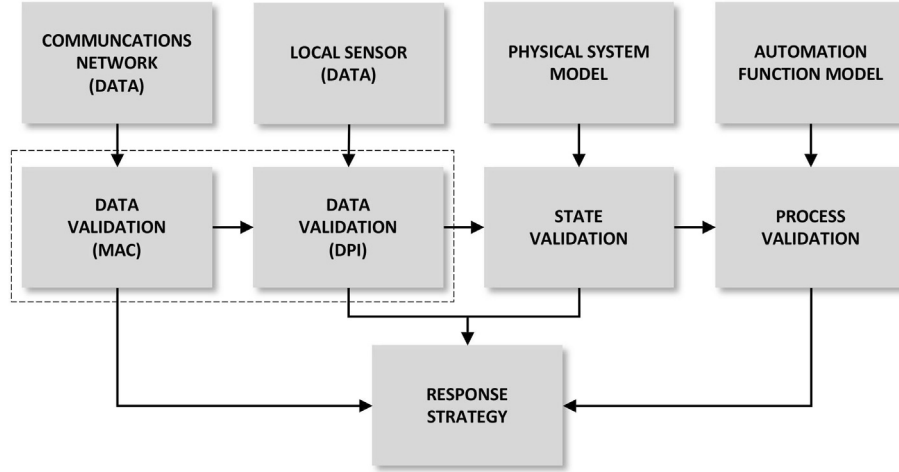 COMMUNCATIONS
NETWORK
(DATA)
LOCAL SENSOR
(DATA)
PHYSICAL SYSTEM
MODEL
AUTOMATION
FUNCTION MODEL
DATA
VALIDATION
(MAC)
DATA
VALIDATION
(DPI)
STATE
VALIDATION
PROCESS
VALIDATION
RESPONSE
STRATEGY